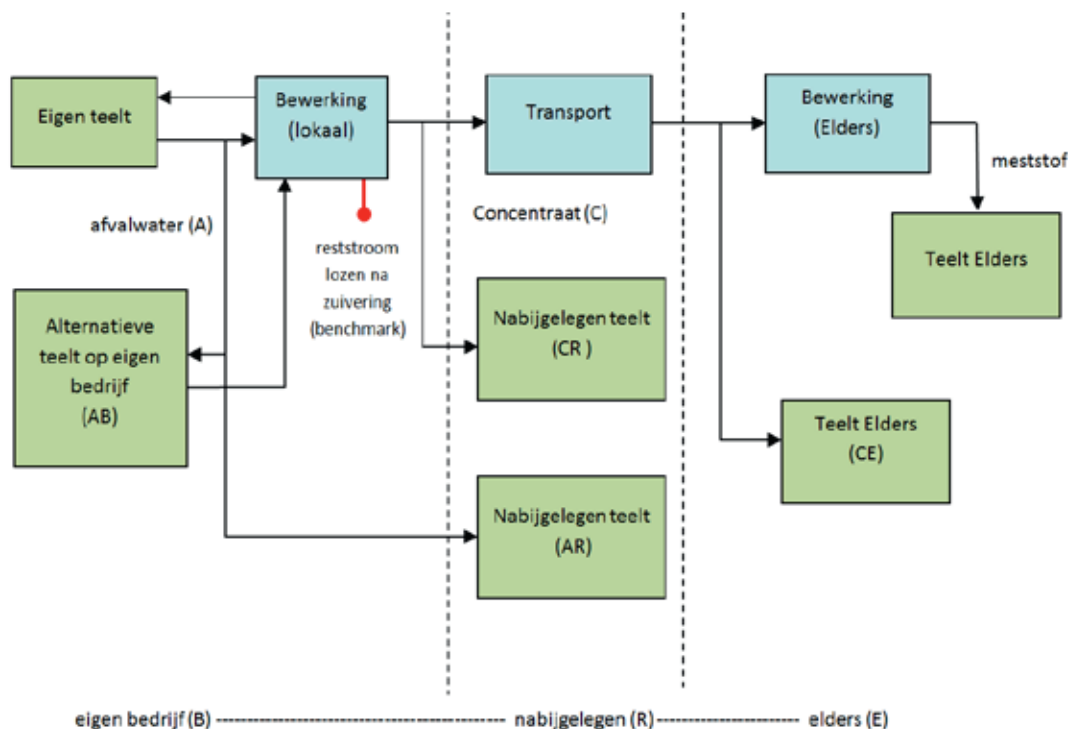 Eigen teelt
Bewerking
(lokaal)
Transport
Bewerking
(Elders)
meststof
afvalwater (A)
Concentraat (C)
reststroom
lozen na
zuivering
(benchmark)
Teelt Elders
Alternatieve
teelt op eigen
bedrijf
(AB)
Nabijgelegen teelt
(CR )
Teelt Elders
(CE)
Nabijgelegen teelt
(AR)
eigen bedrijf (B) ---------------------------------- nabijgelegen (R) -------------------- elders (E)